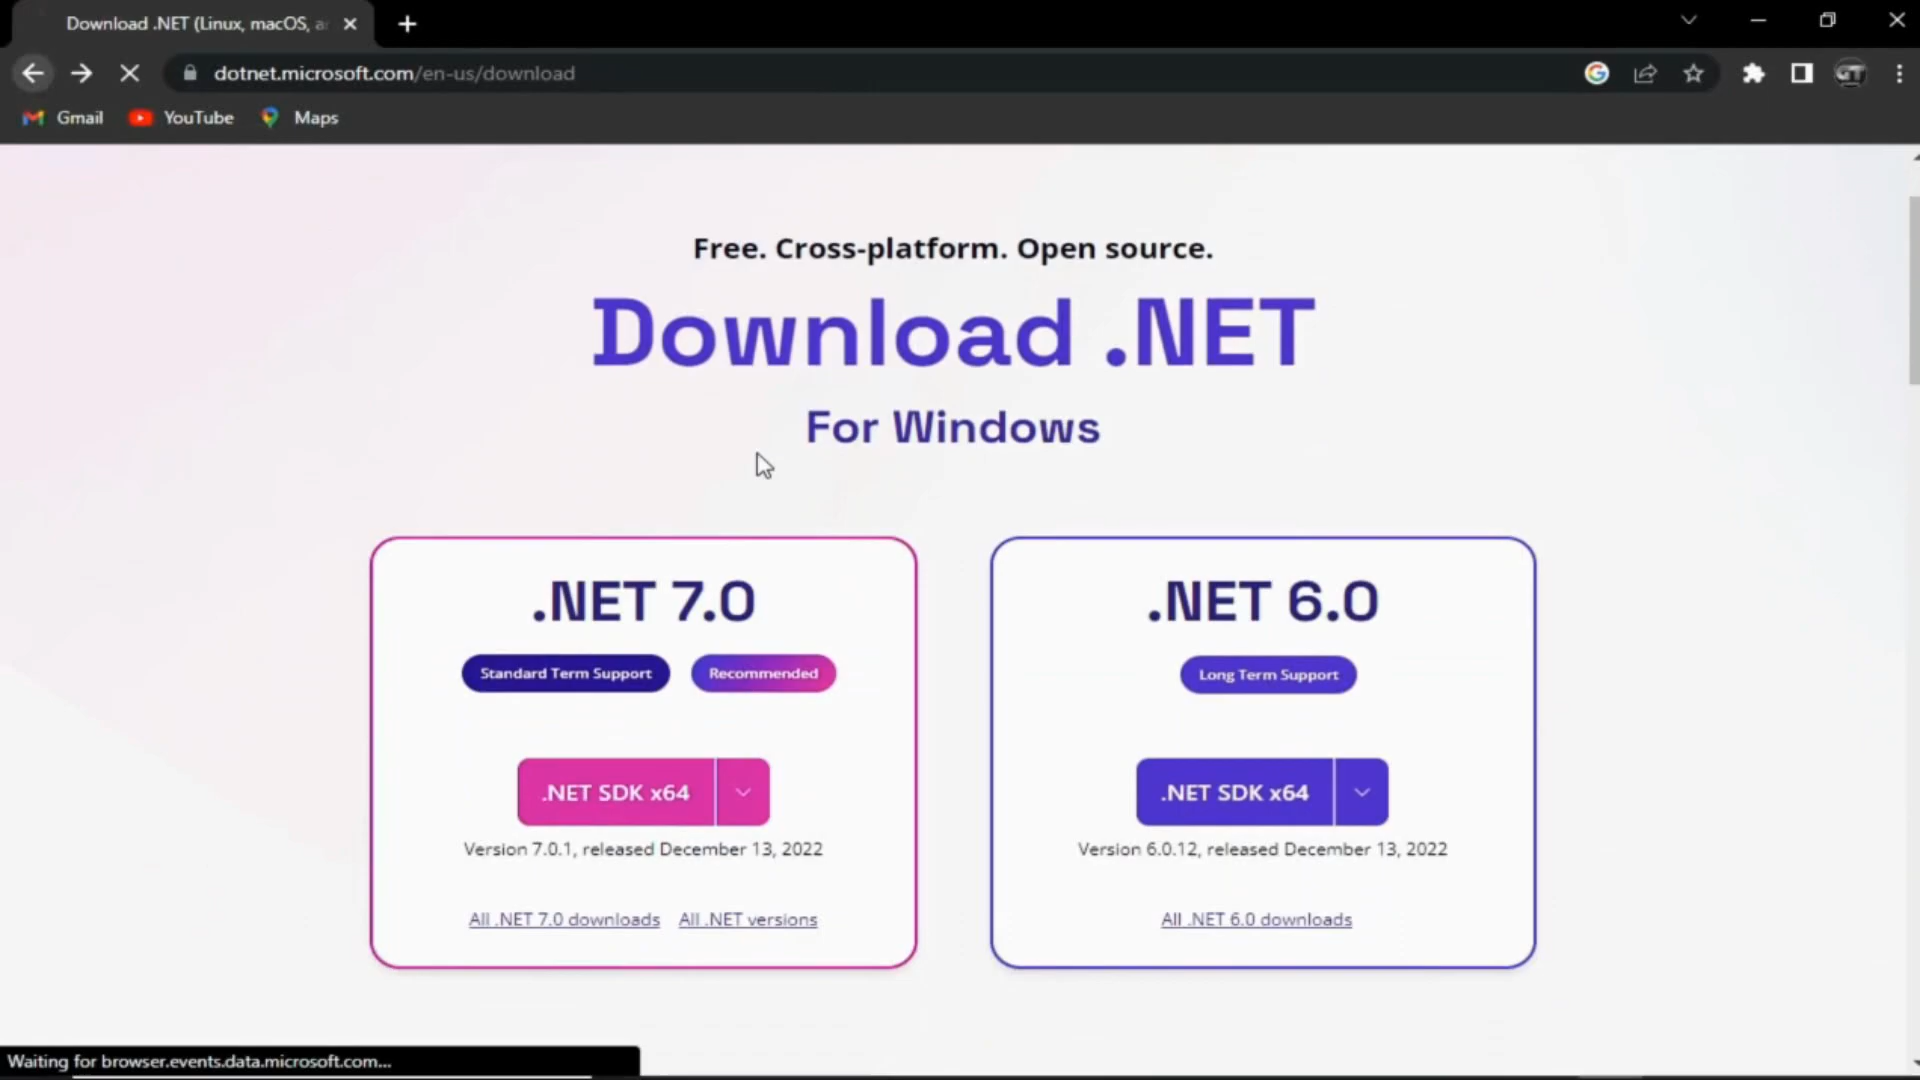 Download .NET (Linux, macOS, a
dotnet.microsoft.com/en-us/download
GT
Gmail
YouTube
Maps
Free. Cross-platform. Open source.
Download .NET
For Windows
.NET 7.0
Standard Term Support
Recommended
.NET SDK x64
Version 7.0.1, released December 13, 2022
All .NET 7.0 downloads
All .NET versions
.NET 6.0
Long Term Support
.NET SDK x64
Version 6.0.12, released December 13, 2022
All .NET 6.0 downloads
Waiting for browser.events.data.microsoft.com...